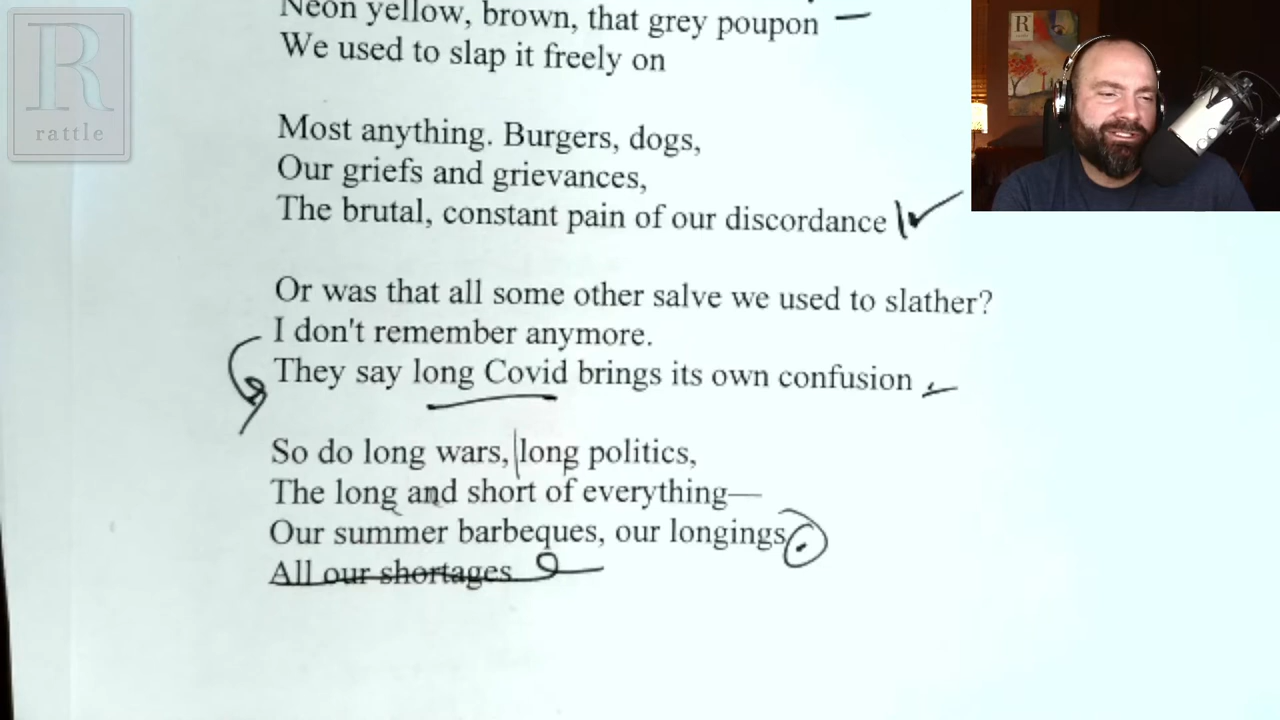 R
rattle
R
Neon yellow, brown, that grey poupon
We used to slap it freely on
Most anything. Burgers, dogs,
Our griefs and grievances,
The brutal, constant pain of our discordance
Or was that all some other salve we used to slather?
I don't remember anymore.
They say long Covid brings its own confusion
So do long wars, long politics,
The long and short of everything—
Our summer barbeques, our longings.
All our shortages